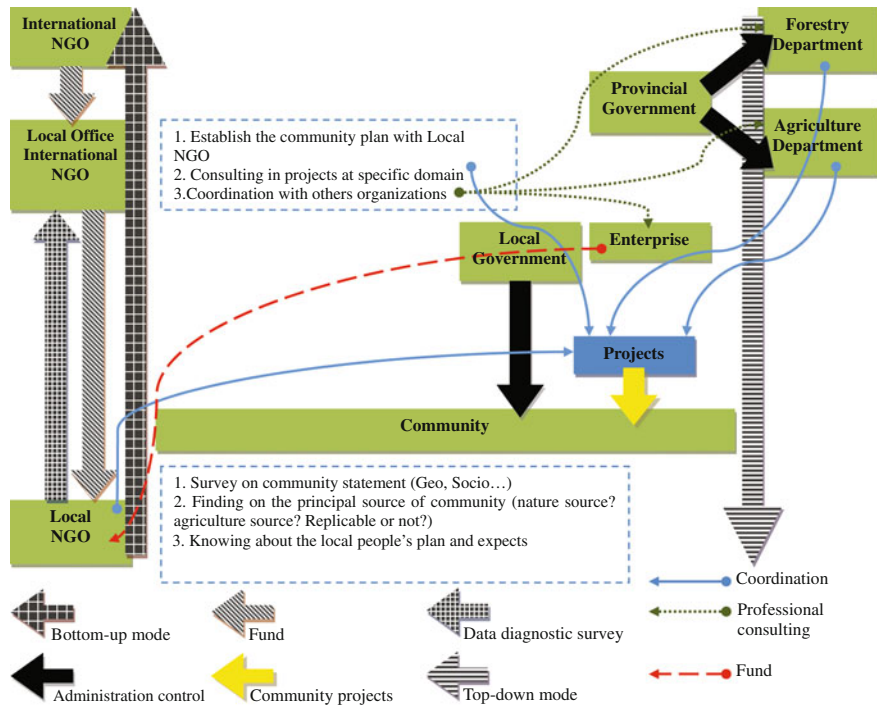 International
NGO
Forestry
Department
Provincial
Government
Local Office
International
NGO
Agriculture
Department
1. Establish the community plan with Local
NGO
2. Consulting in projects at specific domain
3.Coordination with others organizations
Local
Government
Enterprise
Projects
Community
1. Survey on community statement (Geo, Socio…)
2. Finding on the principal source of community (nature source?
agriculture source? Replicable or not?)
3. Knowing about the local people's plan and expects
Local
NGO
Coordination
Professional
consulting
Fund
Bottom-up mode
Fund
Data diagnostic survey
Administration control
Community projects
Top-down mode